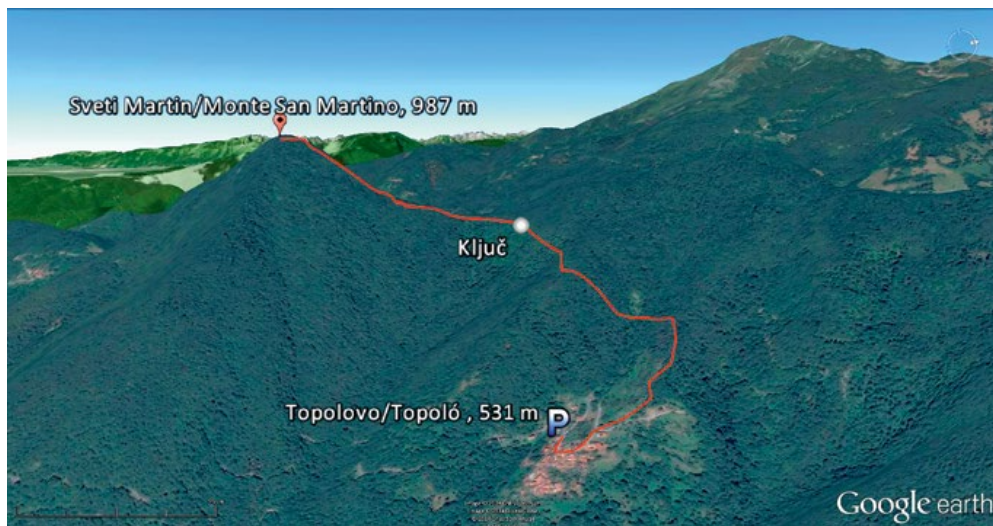 Sveti Martin/Monte San Martino, 987 m
Ključ
Topolovo/Topoló , 531 m
P
Google earth